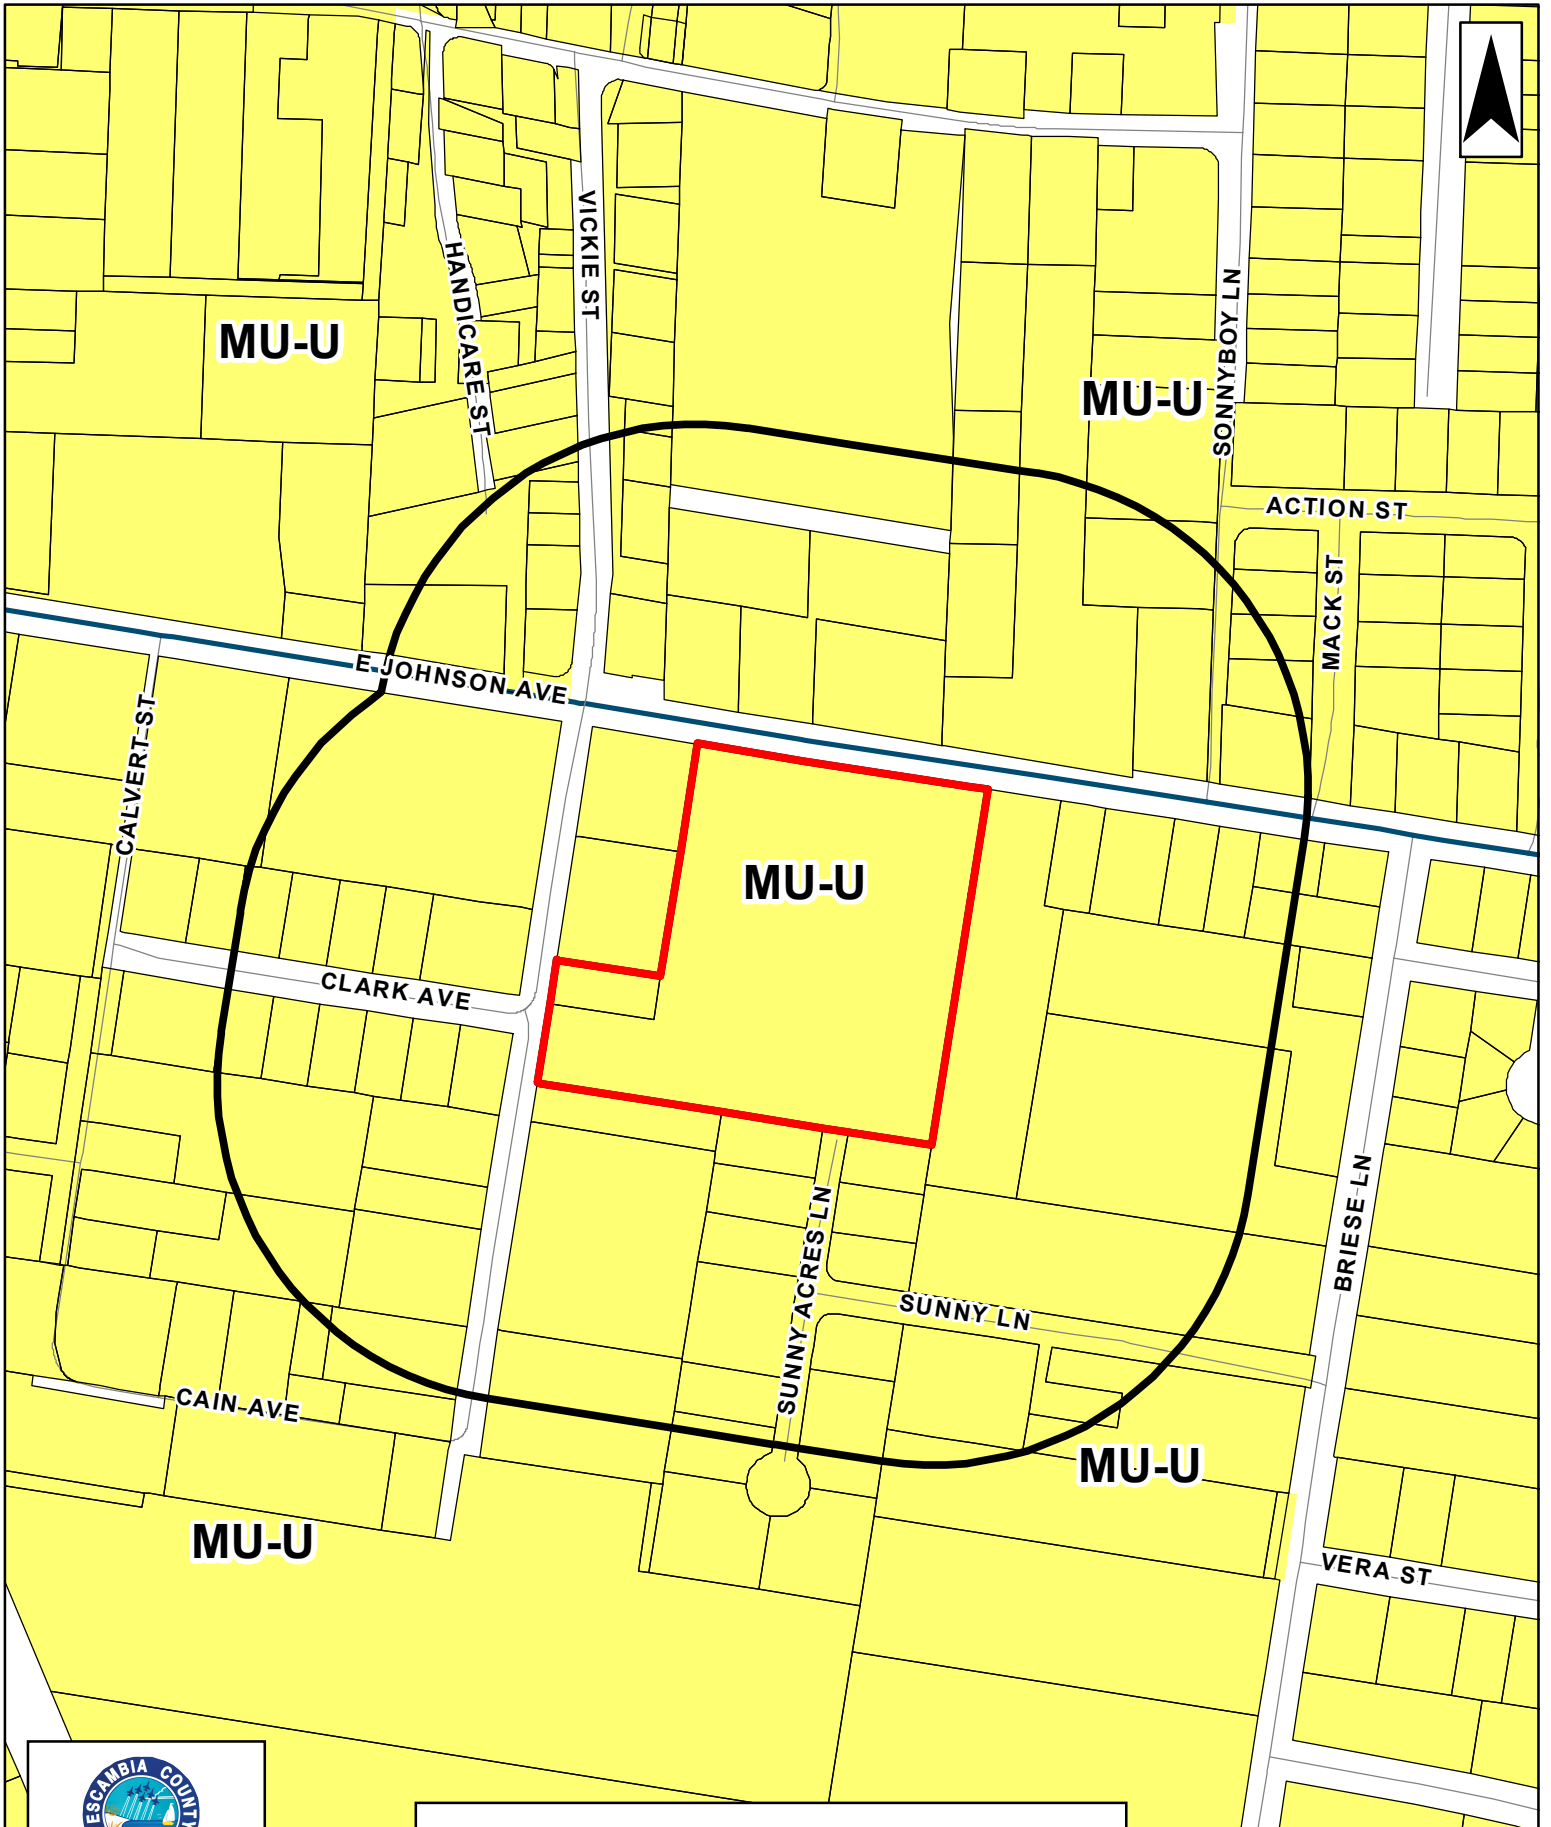 VICKIE ST
HANDICARE ST
SONNYBOY LN
MU-U
MU-U
ACTION ST
MACK ST
E JOHNSON AVE
CALVERT ST
MU-U
CLARK AVE
BRIESE LN
SUNNY ACRES LN
SUNNY LN
CAIN AVE
MU-U
MU-U
VERA ST
ESCAMBIA COUNTY